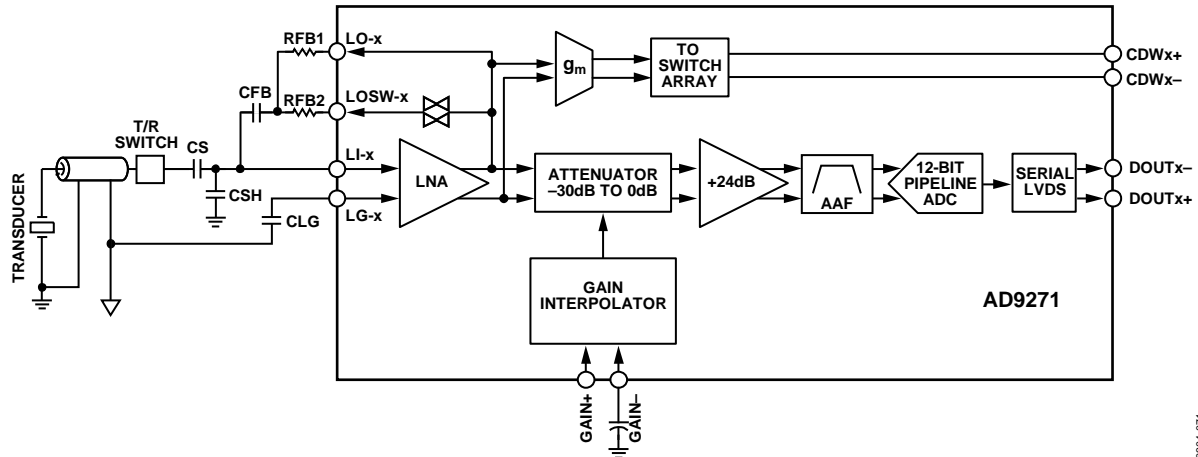 RFB1
LO-x
CFB
RFB2
LOSW-x
T/R
SWITCH
CS
LI-x
CSH
CLG
LG-x
TRANSDUCER
LNA
gm
TO
SWITCH
ARRAY
CDWx+
CDWx–
ATTENUATOR
–30dB TO 0dB
+24dB
AAF
12-BIT
PIPELINE
ADC
SERIAL
LVDS
DOUTx–
DOUTx+
GAIN
INTERPOLATOR
AD9271
GAIN+
GAIN–